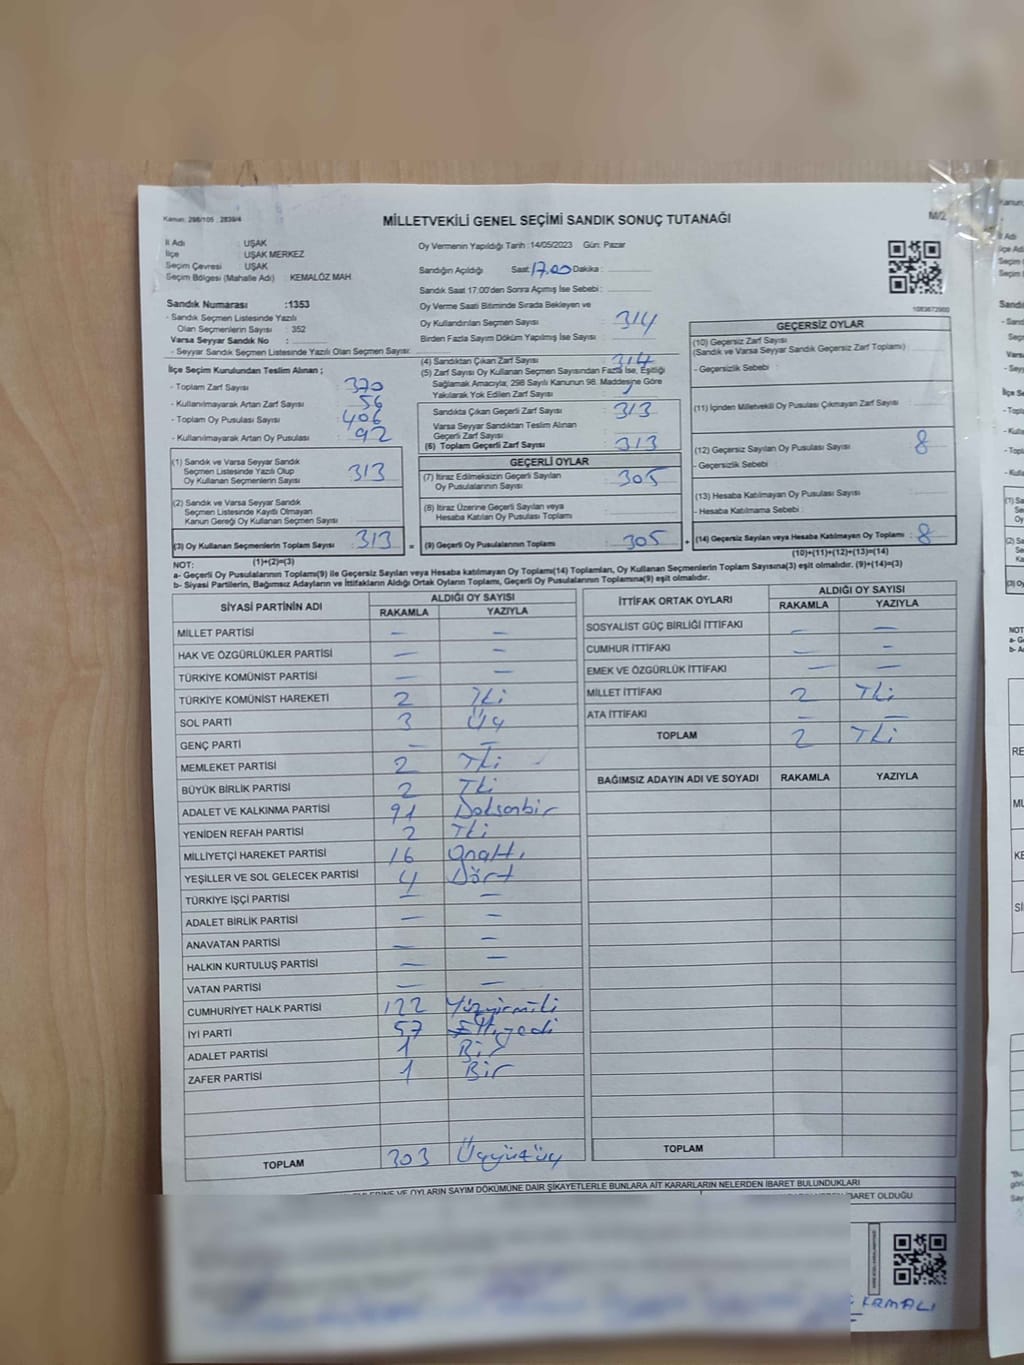 Kanun: 298/105 . 2839/4
MİLLETVEKİLİ GENEL SEÇİMİ SANDIK SONUÇ TUTANAĞI
M/2
İl Adı : UŞAK
İlçe : UŞAK MERKEZ
Seçim Çevresi : UŞAK
Seçim Bölgesi (Mahalle Adı) : KEMALÖZ MAH.
Oy Vermenin Yapıldığı Tarih :14/05/2023 Gün: Pazar
Sandığın Açıldığı Saat: 17.00 Dakika :
Sandık Saat 17:00'den Sonra Açılmış İse Sebebi :
Sandık Numarası :1353
- Sandık Seçmen Listesinde Yazılı
Olan Seçmenlerin Sayısı : 352
Varsa Seyyar Sandık No :
- Seyyar Sandık Seçmen Listesinde Yazılı Olan Seçmen Sayısı:
Oy Verme Saati Bitiminde Sırada Bekleyen ve
Oy Kullandırılan Seçmen Sayısı : 314
Birden Fazla Sayım Döküm Yapılmış İse Sayısı :
İlçe Seçim Kurulundan Teslim Alınan ;
- Toplam Zarf Sayısı : 370
- Kullanılmayarak Artan Zarf Sayısı : 56
- Toplam Oy Pusulası Sayısı : 406
- Kullanılmayarak Artan Oy Pusulası : 92
(4) Sandıktan Çıkan Zarf Sayısı : 314
(5) Zarf Sayısı Oy Kullanan Seçmen Sayısından Fazla İse, Eşitliği
Sağlamak Amacıyla; 298 Sayılı Kanunun 98. Maddesine Göre
Yakılarak Yok Edilen Zarf Sayısı : 1
Sandıkta Çıkan Geçerli Zarf Sayısı : 313
Varsa Seyyar Sandıktan Teslim Alınan
Geçerli Zarf Sayısı :
(6) Toplam Geçerli Zarf Sayısı : 313
GEÇERLİ OYLAR
(7) İtiraz Edilmeksizin Geçerli Sayılan
Oy Pusulalarının Sayısı : 305
(8) İtiraz Üzerine Geçerli Sayılan veya
Hesaba Katılan Oy Pusulası Toplamı :
(9) Geçerli Oy Pusulalarının Toplamı : 305
(1) Sandık ve Varsa Seyyar Sandık
Seçmen Listesinde Yazılı Olup
Oy Kullanan Seçmenlerin Sayısı : 313
(2) Sandık ve Varsa Seyyar Sandık
Seçmen Listesinde Kayıtlı Olmayan
Kanun Gereği Oy Kullanan Seçmen Sayısı :
(3) Oy Kullanan Seçmenlerin Toplam Sayısı : 313
=
+
1083672900
GEÇERSİZ OYLAR
(10) Geçersiz Zarf Sayısı
(Sandık ve Varsa Seyyar Sandık Geçersiz Zarf Toplamı) :
- Geçersizlik Sebebi :
(11) İçinden Milletvekili Oy Pusulası Çıkmayan Zarf Sayısı :
(12) Geçersiz Sayılan Oy Pusulası Sayısı : 8
- Geçersizlik Sebebi :
(13) Hesaba Katılmayan Oy Pusulası Sayısı :
- Hesaba Katılmama Sebebi :
(14) Geçersiz Sayılan veya Hesaba Katılmayan Oy Toplamı : 8
NOT: (1)+(2)=(3)
(10)+(11)+(12)+(13)=(14)
a- Geçerli Oy Pusulalarının Toplamı(9) ile Geçersiz Sayılan veya Hesaba Katılmayan Oy Toplamı(14) Toplamları, Oy Kullanan Seçmenlerin Toplam Sayısına(3) eşit olmalıdır. (9)+(14)=(3)
b- Siyasi Partilerin, Bağımsız Adayların ve İttifakların Aldığı Ortak Oyların Toplamı, Geçerli Oy Pusulalarının Toplamına(9) eşit olmalıdır.
SİYASİ PARTİNİN ADI ALDIĞI OY SAYISI
RAKAMLA YAZIYLA
MİLLET PARTİSİ — —
HAK VE ÖZGÜRLÜKLER PARTİSİ — —
TÜRKİYE KOMÜNİST PARTİSİ — —
TÜRKİYE KOMÜNİST HAREKETİ 2 İki
SOL PARTİ 3 Üç
GENÇ PARTİ — —
MEMLEKET PARTİSİ 2 İki
BÜYÜK BİRLİK PARTİSİ 2 İki
ADALET VE KALKINMA PARTİSİ 91 Doksanbir
YENİDEN REFAH PARTİSİ 2 İki
MİLLİYETÇİ HAREKET PARTİSİ 16 Onaltı
YEŞİLLER VE SOL GELECEK PARTİSİ 4 Dört
TÜRKİYE İŞÇİ PARTİSİ — —
ADALET BİRLİK PARTİSİ — —
ANAVATAN PARTİSİ — —
HALKIN KURTULUŞ PARTİSİ — —
VATAN PARTİSİ — —
CUMHURİYET HALK PARTİSİ 122 Yüzyirmiiki
İYİ PARTİ 57 Elliyedi
ADALET PARTİSİ 1 Bir
ZAFER PARTİSİ 1 Bir
TOPLAM 303 Üçyüzüç
İTTİFAK ORTAK OYLARI ALDIĞI OY SAYISI
RAKAMLA YAZIYLA
SOSYALİST GÜÇ BİRLİĞİ İTTİFAKI — —
CUMHUR İTTİFAKI — —
EMEK VE ÖZGÜRLÜK İTTİFAKI — —
MİLLET İTTİFAKI 2 İki
ATA İTTİFAKI — —
TOPLAM 2 İki
BAĞIMSIZ ADAYIN ADI VE SOYADI RAKAMLA YAZIYLA
TOPLAM
VE OYLARIN SAYIM DÖKÜMÜNE DAİR ŞİKAYETLERLE BUNLARA AİT KARARLARIN NELERDEN İBARET BULUNDUKLARI
İBARET OLDUĞU
KARMALI